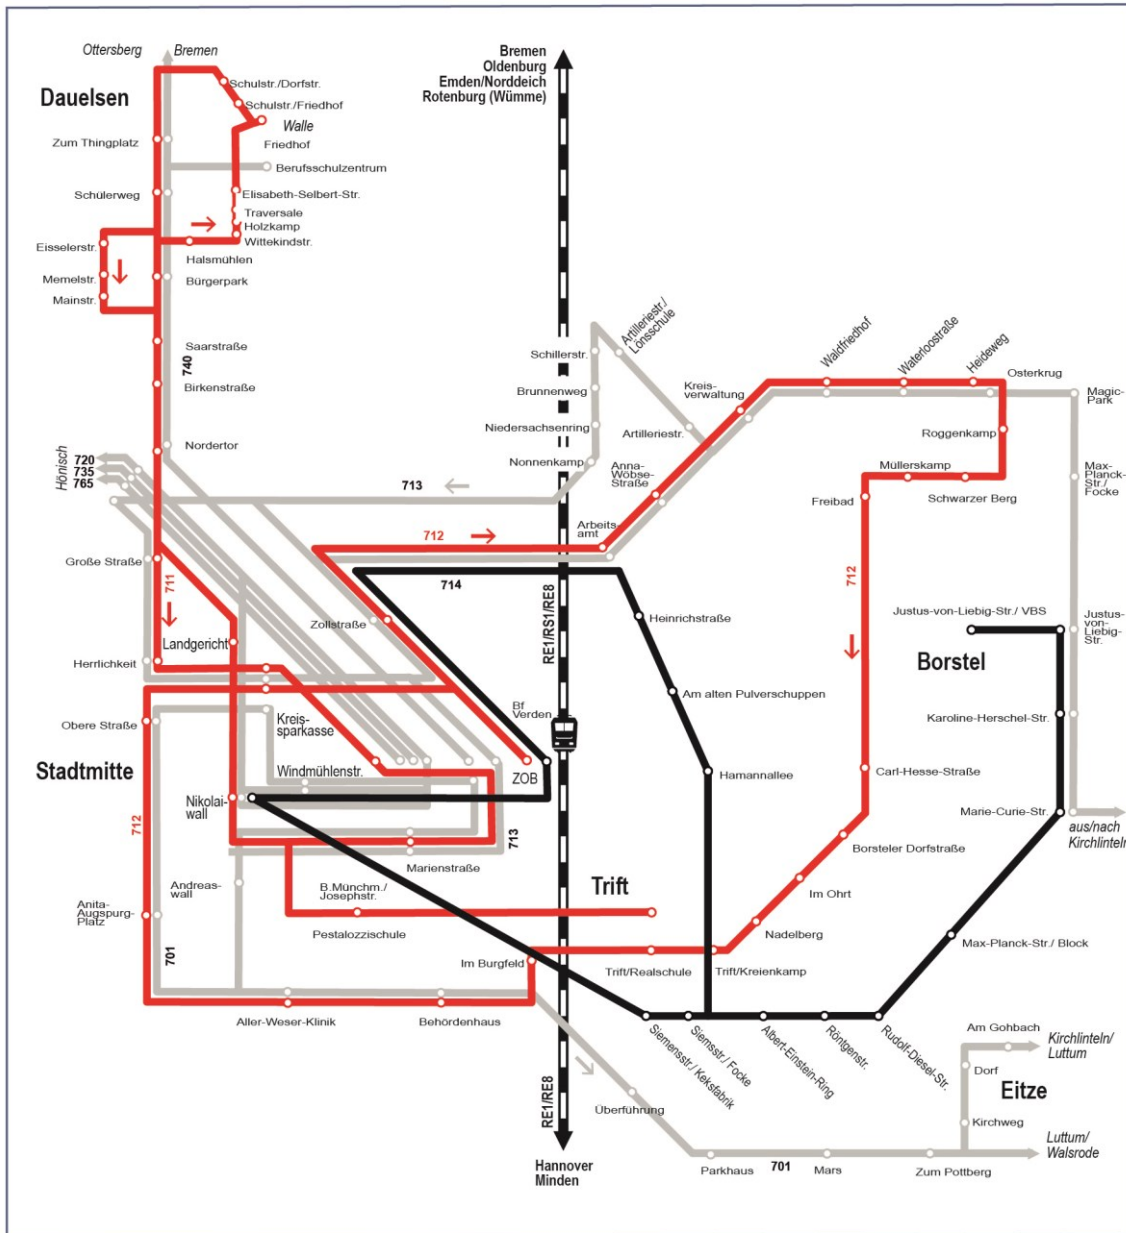 Ottersberg
Bremen
Dauelsen
Schulstr./Dorfstr.
Schulstr./Friedhof
Walle
Friedhof
Zum Thingplatz
Berufsschulzentrum
Schülerweg
Elisabeth-Selbert-Str.
Traversale
Holzkamp
Wittekindstr.
Eisselerstr.
Halsmühlen
Memelstr.
Bürgerpark
Mainstr.
Saarstraße
740
Birkenstraße
Nordertor
Hönisch
720
735
765
Bremen
Oldenburg
Emden/Norddeich
Rotenburg (Wümme)
Schillerstr.
Artilleriestr./
Lönsschule
Brunnenweg
Niedersachsenring
Artilleriestr.
Nonnenkamp
Kreis-
verwaltung
Waldfriedhof
Waterloostraße
Heideweg
Osterkrug
Magic-
Park
Roggenkamp
Anna-
Wöbse-
Straße
Müllerskamp
Schwarzer Berg
Freibad
Max-
Planck-
Str./
Focke
713
712
Arbeits-
amt
Große Straße
711
714
RE1/RS1/RE8
712
Zollstraße
Heinrichstraße
Justus-von-Liebig-Str./ VBS
Justus-
von-
Liebig-
Str.
Landgericht
Herrlichkeit
Borstel
Am alten Pulverschuppen
Obere Straße
Kreis-
sparkasse
Bf
Verden
Karoline-Herschel-Str.
Stadtmitte
Windmühlenstr.
ZOB
Hamannallee
Carl-Hesse-Straße
Nikolai-
wall
712
713
Marie-Curie-Str.
aus/nach
Kirchlinteln
Borsteler Dorfstraße
Marienstraße
Andreas-
wall
B.Münchm./
Josephstr.
Trift
Im Ohrt
Anita-
Augspurg-
Platz
Pestalozzischule
Nadelberg
Max-Planck-Str./ Block
701
Im Burgfeld
Trift/Realschule
Trift/Kreienkamp
Aller-Weser-Klinik
Behördenhaus
Siemensstr./ Keksfabrik
Siemsstr./ Focke
Albert-Einstein-Ring
Röntgenstr.
Rudolf-Diesel-Str.
Am Gohbach
Kirchlinteln/
Luttum
Dorf
Eitze
RE1/RE8
Überführung
Kirchweg
Luttum/
Walsrode
Parkhaus
701
Mars
Zum Pottberg
Hannover
Minden